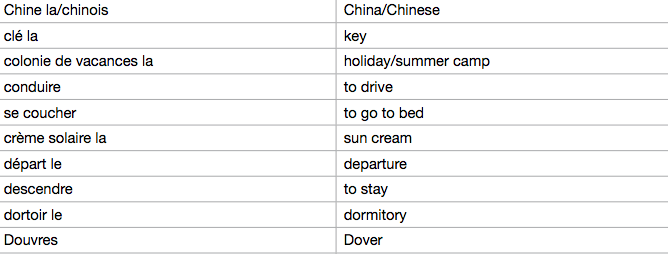 Chine la/chinois China/Chinese
clé la key
colonie de vacances la holiday/summer camp
conduire to drive
se coucher to go to bed
crème solaire la sun cream
départ le departure
descendre to stay
dortoir le dormitory
Douvres Dover